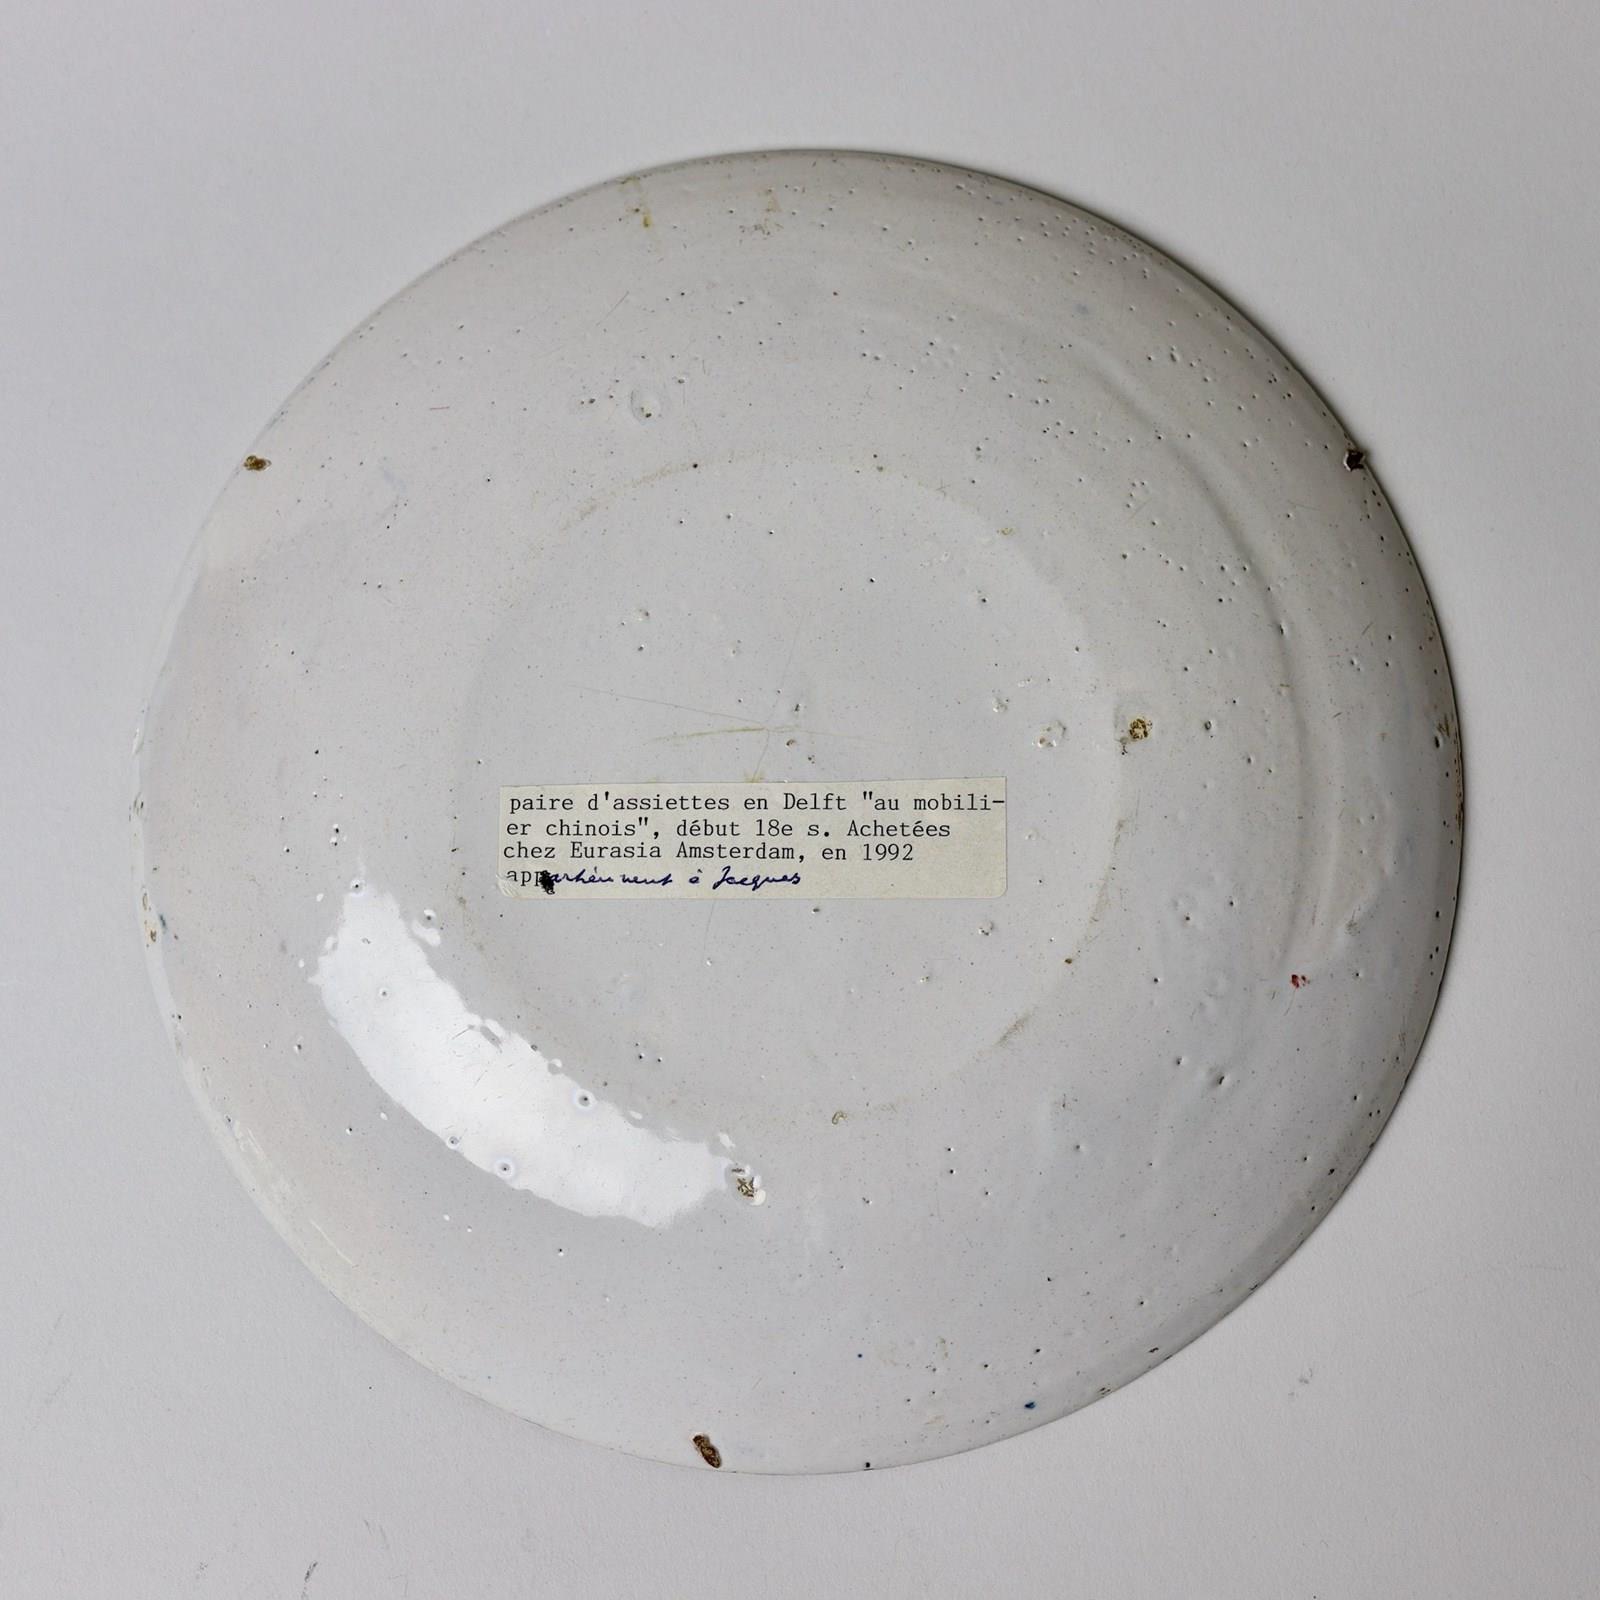 paire d'assiettes en Delft "au mobili-
er chinois", début 18e s. Achetées
chez Eurasia Amsterdam, en 1992
appartiennent à Jacques